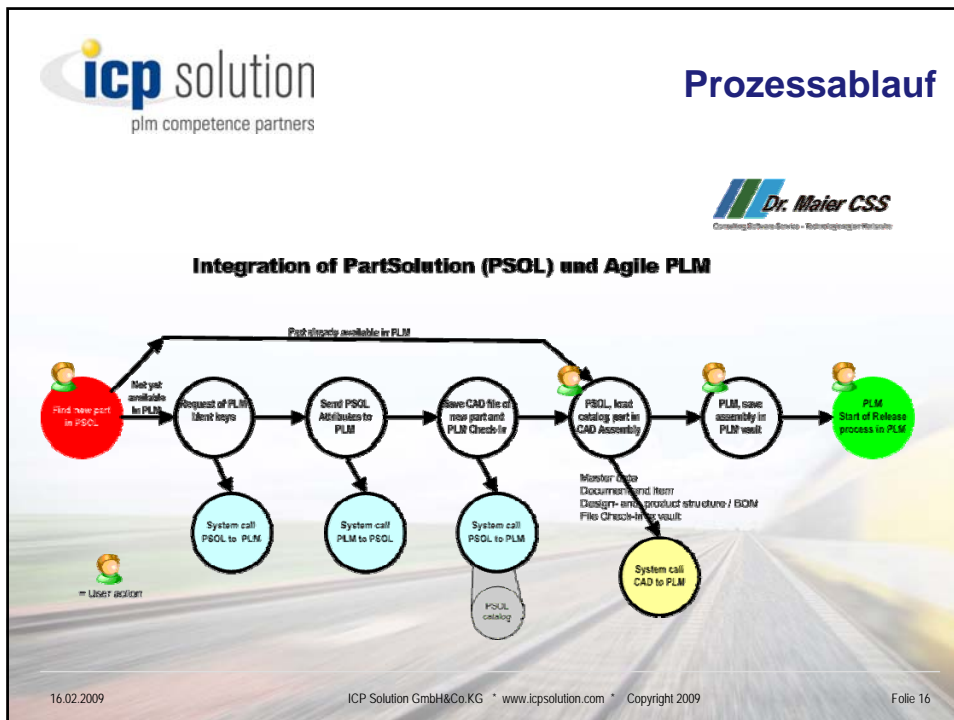 icp solution
plm competence partners
Prozessablauf
Dr. Maier CSS
Consulting Software Service - Technologieregion Karlsruhe
Integration of PartSolution (PSOL) und Agile PLM
Part already available in PLM
Not yet
available
in PLM
Find new part
in PSOL
Request of PLM
Ident keys
Send PSOL
Attributes to
PLM
Save CAD file of
new part and
PLM Check-In
PSOL, load
catalog part in
CAD Assembly
PLM, save
assembly in
PLM vault
PLM
Start of Release
process in PLM
Master data
Document and Item
Design- and product structure / BOM
File Check-In vault
System call
PSOL to PLM
System call
PLM to PSOL
System call
PSOL to PLM
System call
CAD to PLM
PSOL
catalog
= User action
16.02.2009
ICP Solution GmbH&Co.KG * www.icpsolution.com * Copyright 2009
Folie 16